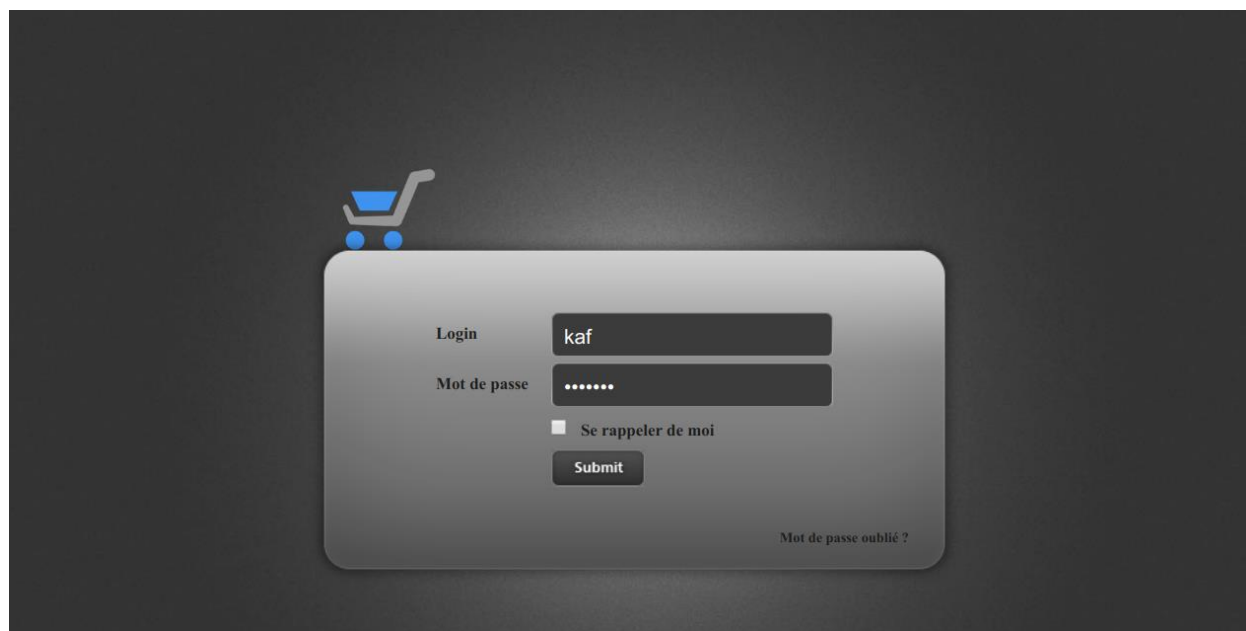 Login
kaf
Mot de passe
•••••••
Se rappeler de moi
Submit
Mot de passe oublié ?